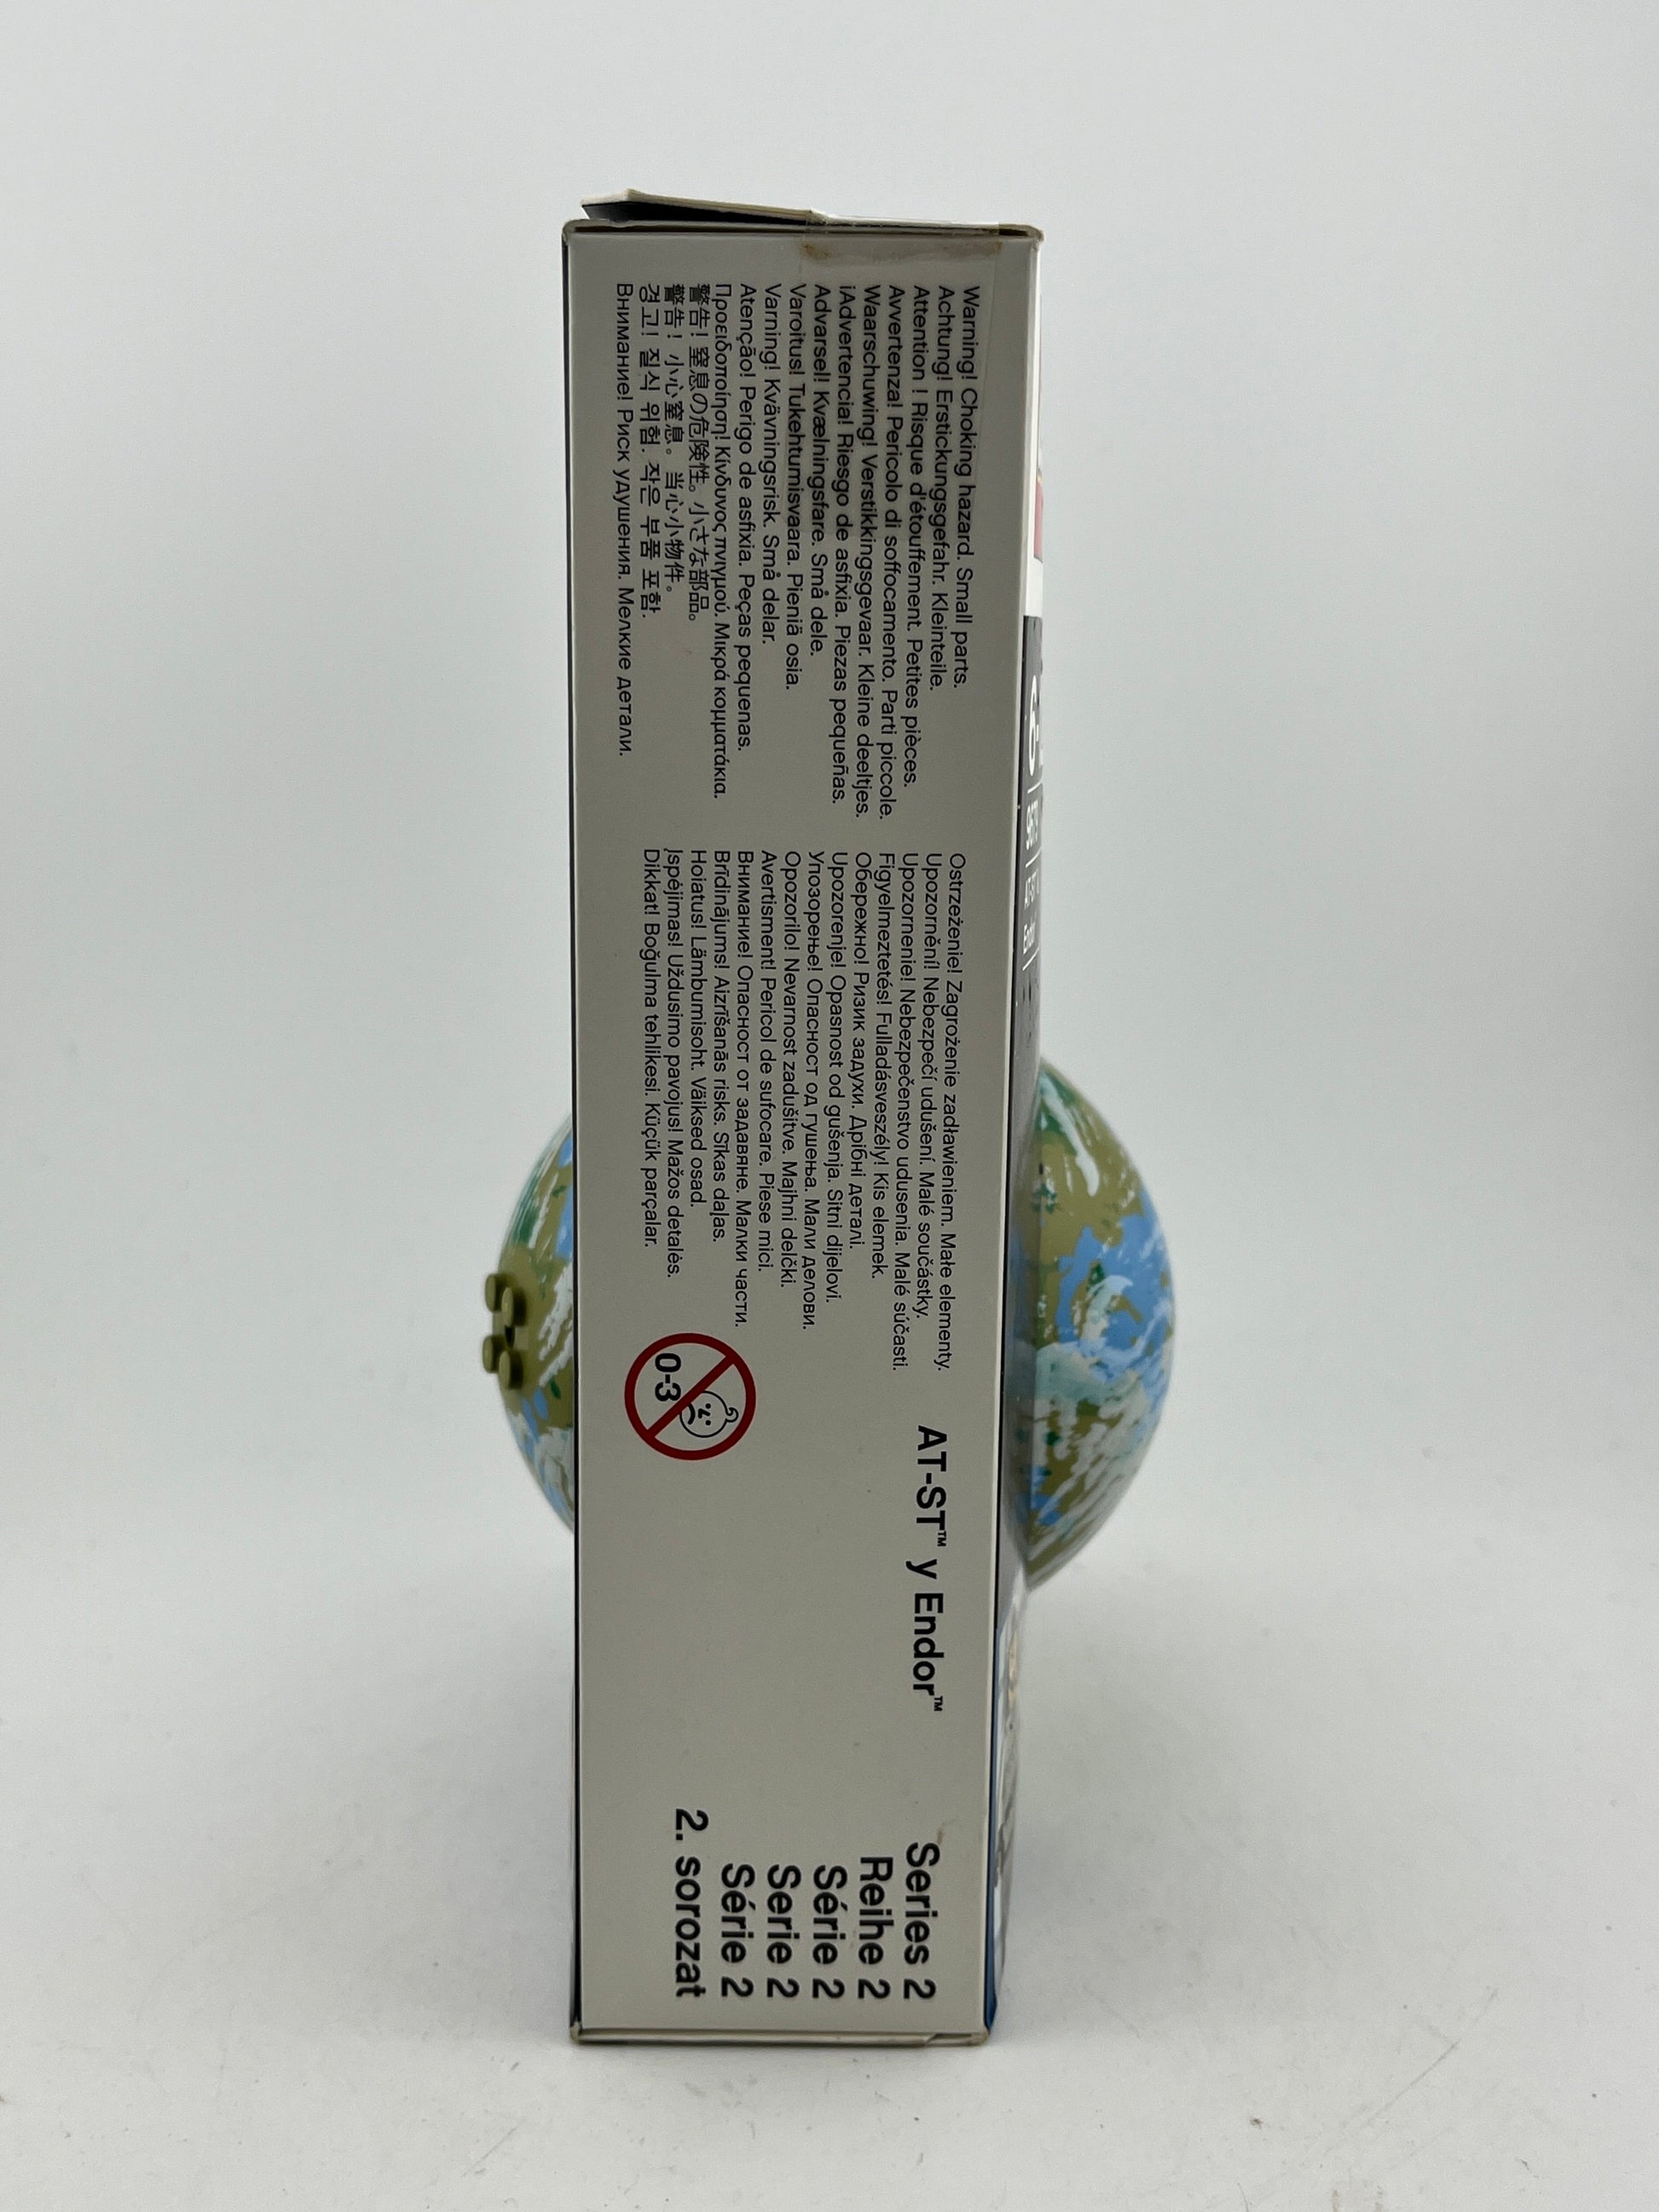 Warning! Choking hazard. Small parts.
Achtung! Erstickungsgefahr. Kleinteile.
Attention ! Risque d'étouffement. Petites pièces.
Avvertenza! Pericolo di soffocamento. Parti piccole.
Waarschuwing! Verstikkingsgevaar. Kleine deeltjes.
¡Advertencia! Riesgo de asfixia. Piezas pequeñas.
Advarsel! Kvælningsfare. Små dele.
Varoitus! Tukehtumisvaara. Pieniä osia.
Varning! Kvävningsrisk. Små delar.
Atenção! Perigo de asfixia. Peças pequenas.
Προειδοποίηση! Κίνδυνος πνιγμού. Μικρά κομματάκια.
警告! 窒息の危険性。小さな部品。
警告! 小心窒息。当心小物件。
경고! 질식 위험. 작은 부품 포함.
Внимание! Риск удушения. Мелкие детали.
Ostrzeżenie! Zagrożenie zadławieniem. Małe elementy.
Upozornění! Nebezpečí udušení. Malé součástky.
Upozornenie! Nebezpečenstvo udusenia. Malé súčasti.
Figyelmeztetés! Fulladásveszély! Kis elemek.
Обережно! Ризик задухи. Дрібні деталі.
Upozorenje! Opasnost od gušenja. Sitni dijelovi.
Упозорење! Опасност од гушења. Мали делови.
Opozorilo! Nevarnost zadušitve. Majhni delčki.
Avertisment! Pericol de sufocare. Piese mici.
Внимание! Опасност от задавяне. Малки части.
Brīdinājums! Aizrīšanās risks. Sīkas daļas.
Hoiatus! Lämbumisoht. Väiksed osad.
Įspėjimas! Uždusimo pavojus! Mažos detalės.
Dikkat! Boğulma tehlikesi. Küçük parçalar.
0-3
AT-ST™ y Endor™
Series 2
Reihe 2
Série 2
Serie 2
Série 2
2. sorozat